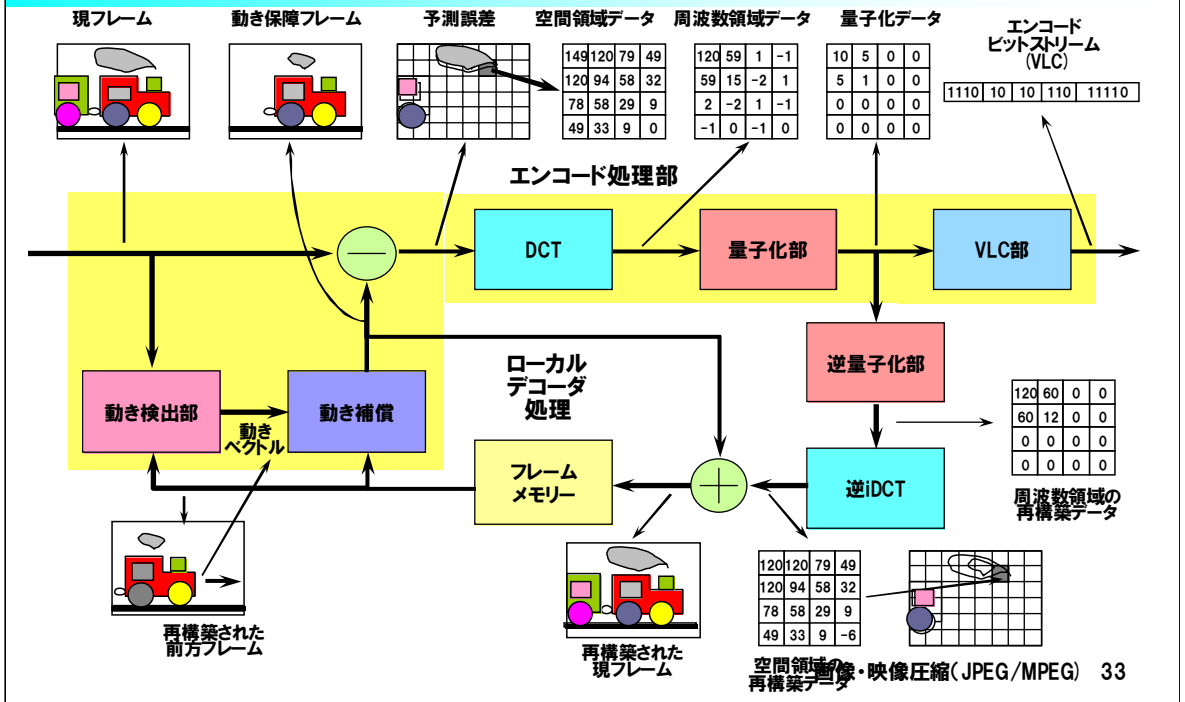 現フレーム
動き保障フレーム
予測誤差
空間領域データ
周波数領域データ
量子化データ
エンコード
ビットストリーム
(VLC)
149 120 79 49
120 94 58 32
78 58 29 9
49 33 9 0
120 59 1 -1
59 15 -2 1
2 -2 1 -1
-1 0 -1 0
10 5 0 0
5 1 0 0
0 0 0 0
0 0 0 0
1110 10 10 110 11110
エンコード処理部
DCT
量子化部
VLC部
動き検出部
動き
ベクトル
動き補償
ローカル
デコーダ
処理
逆量子化部
120 60 0 0
60 12 0 0
0 0 0 0
0 0 0 0
周波数領域の
再構築データ
フレーム
メモリー
逆iDCT
再構築された
前方フレーム
再構築された
現フレーム
120 120 79 49
120 94 58 32
78 58 29 9
49 33 9 -6
空間領域の
再構築データ
画像・映像圧縮(JPEG/MPEG) 33